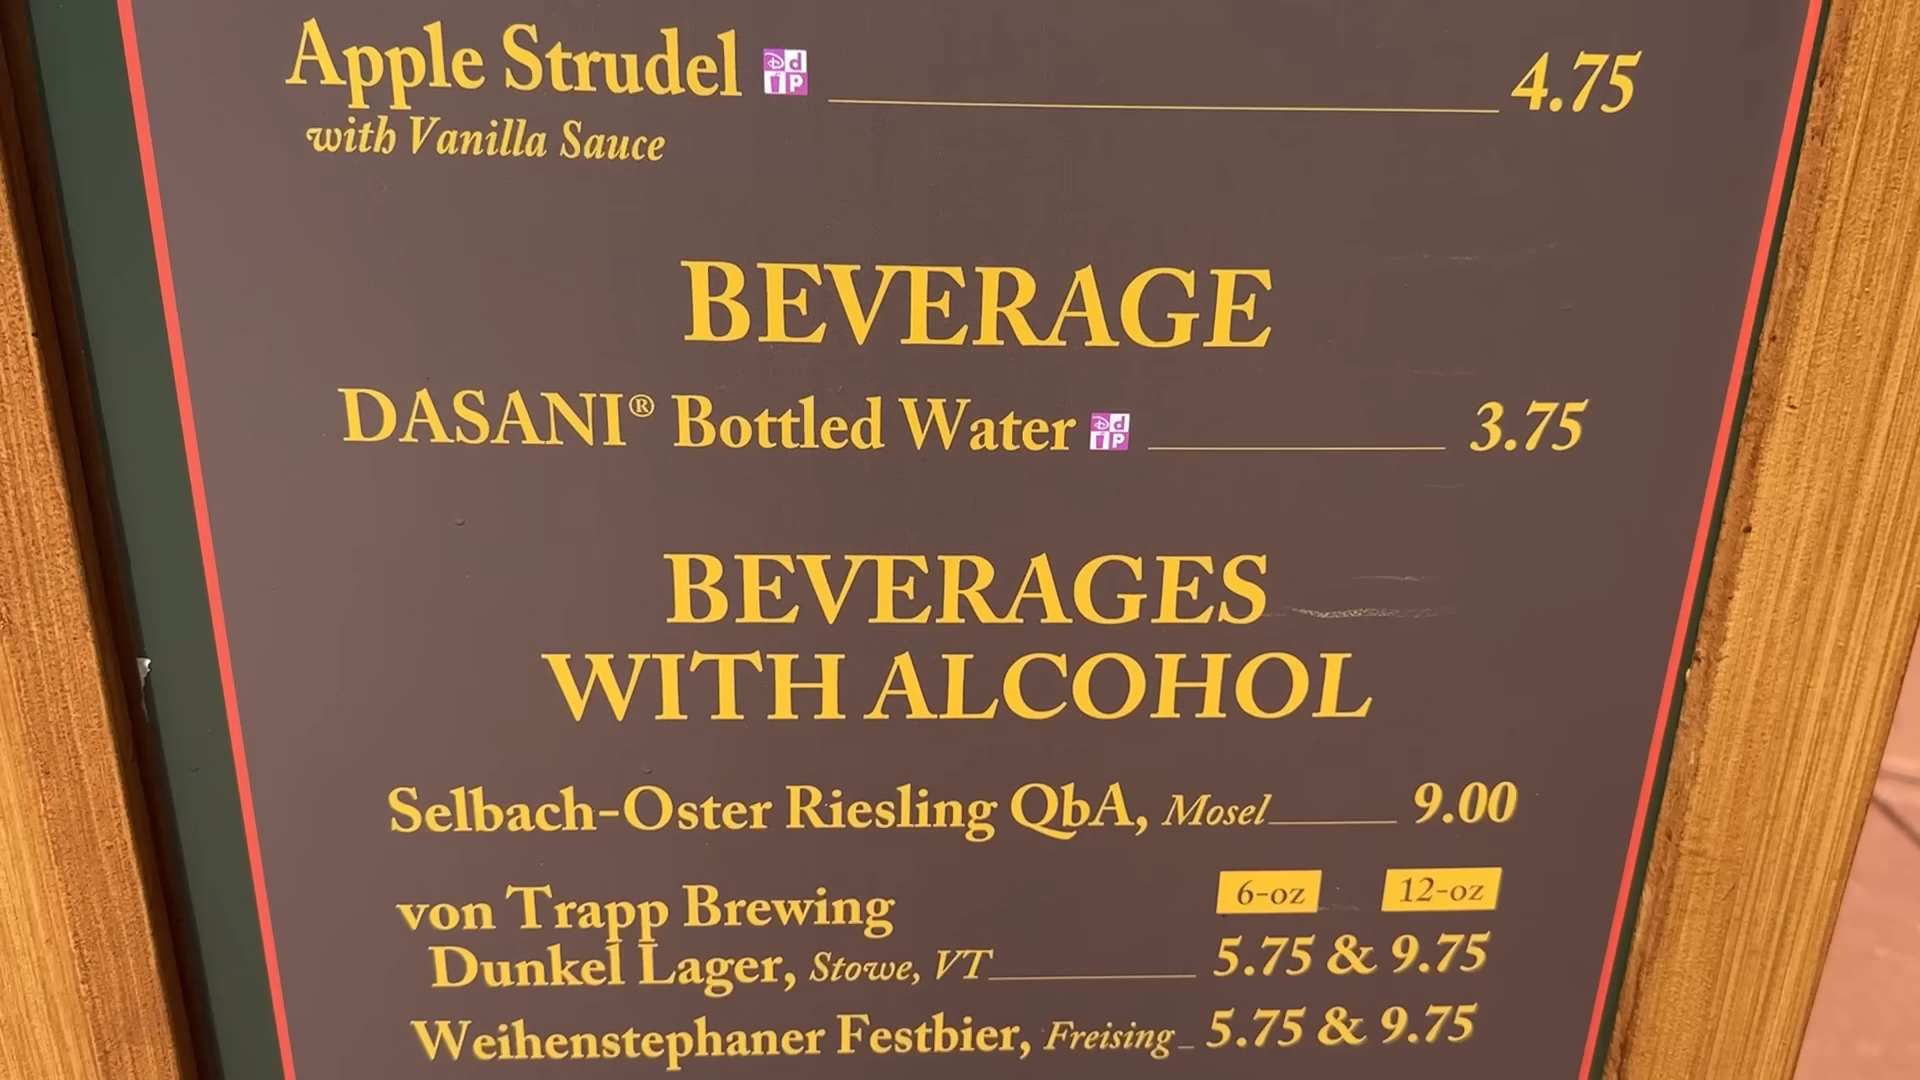 Apple Strudel 4.75
with Vanilla Sauce
BEVERAGE
DASANI® Bottled Water 3.75
BEVERAGES
WITH ALCOHOL
Selbach-Oster Riesling QbA, Mosel 9.00
von Trapp Brewing 6-oz 12-oz
Dunkel Lager, Stowe, VT 5.75 & 9.75
Weihenstephaner Festbier, Freising 5.75 & 9.75